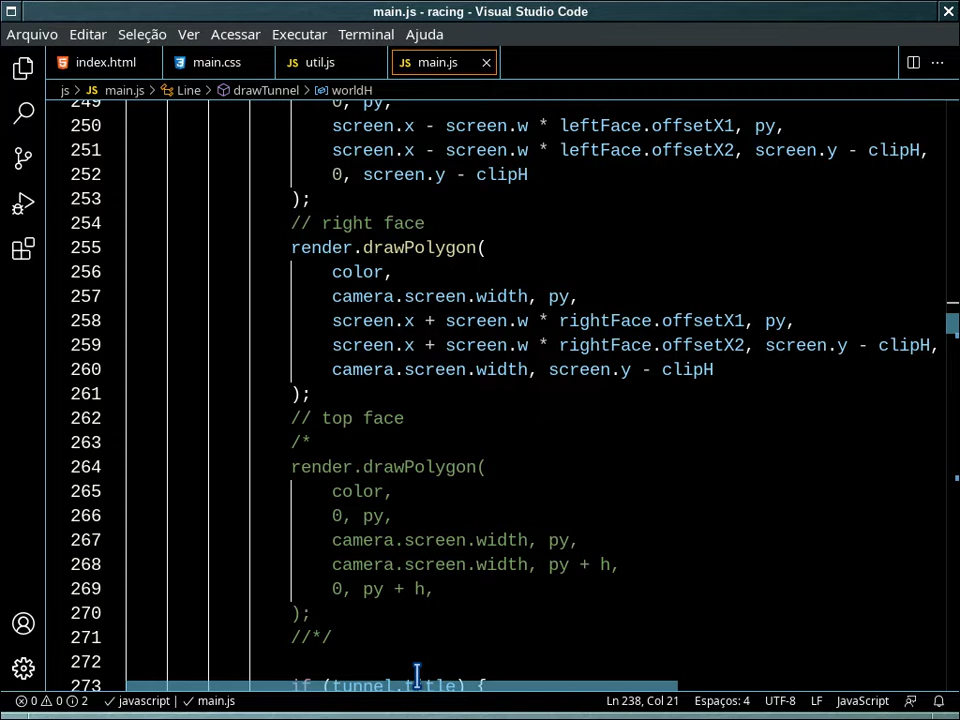 main.js - racing - Visual Studio Code
Arquivo Editar Seleção Ver Acessar Executar Terminal Ajuda
index.html main.css JS util.js JS main.js
js > JS main.js > Line > drawTunnel > worldH
249 0, py,
250 screen.x - screen.w * leftFace.offsetX1, py,
251 screen.x - screen.w * leftFace.offsetX2, screen.y - clipH,
252 0, screen.y - clipH
253 );
254 // right face
255 render.drawPolygon(
256 color,
257 camera.screen.width, py,
258 screen.x + screen.w * rightFace.offsetX1, py,
259 screen.x + screen.w * rightFace.offsetX2, screen.y - clipH,
260 camera.screen.width, screen.y - clipH
261 );
262 // top face
263 /*
264 render.drawPolygon(
265 color,
266 0, py,
267 camera.screen.width, py,
268 camera.screen.width, py + h,
269 0, py + h,
270 );
271 //*/
272
273 if (tunnel.title) {
0 0 2 javascript main.js Ln 238, Col 21 Espaços: 4 UTF-8 LF JavaScript